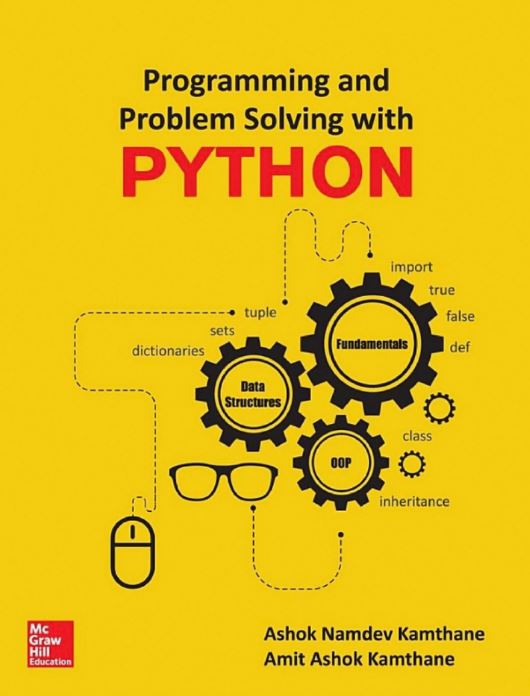 Programming and
Problem Solving with
PYTHON
import
true
tuple
false
sets
Fundamentals
def
dictionaries
Data
Structures
class
OOP
inheritance
Mc
Graw
Hill
Education
Ashok Namdev Kamthane
Amit Ashok Kamthane